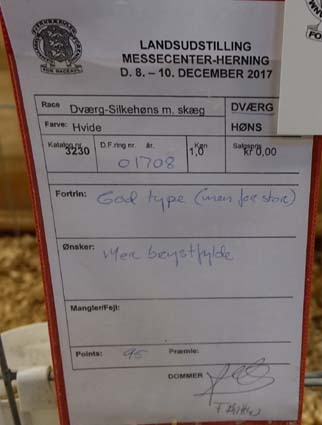 LANDSUDSTILLING
MESSECENTER-HERNING
D. 8. – 10. DECEMBER 2017
Race Dværg-Silkehøns m. skæg DVÆRG
Farve: Hvide HØNS
Katalog nr. D.F.ring nr. år. Køn Salgspris
3230 01708 1,0 kr 0,00
Fortrin: God type (men for stor)
Ønsker: Mer brystfylde
Mangler/Fejl:
Points: 95 Præmie:
DOMMER